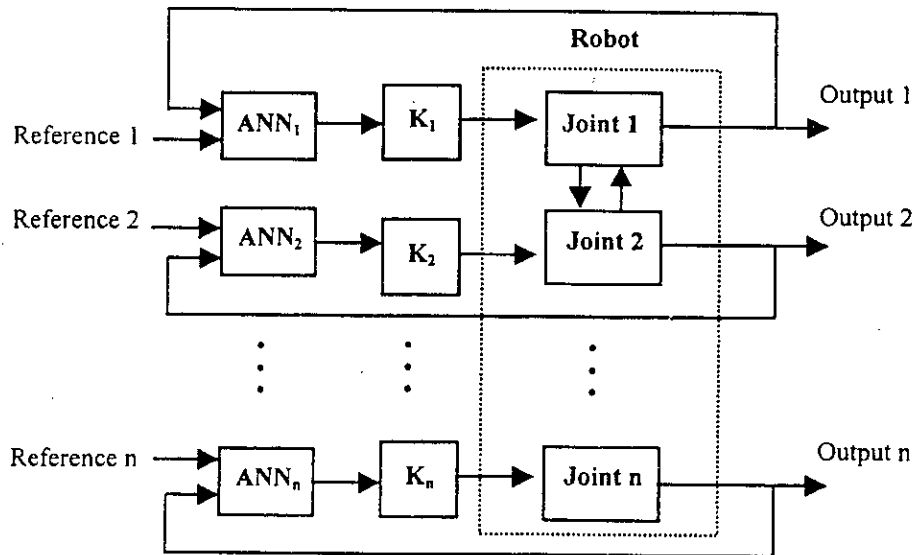 Robot
Output 1
Reference 1
ANN₁
K₁
Joint 1
Reference 2
ANN₂
K₂
Joint 2
Output 2
Reference n
ANNₙ
Kₙ
Joint n
Output n